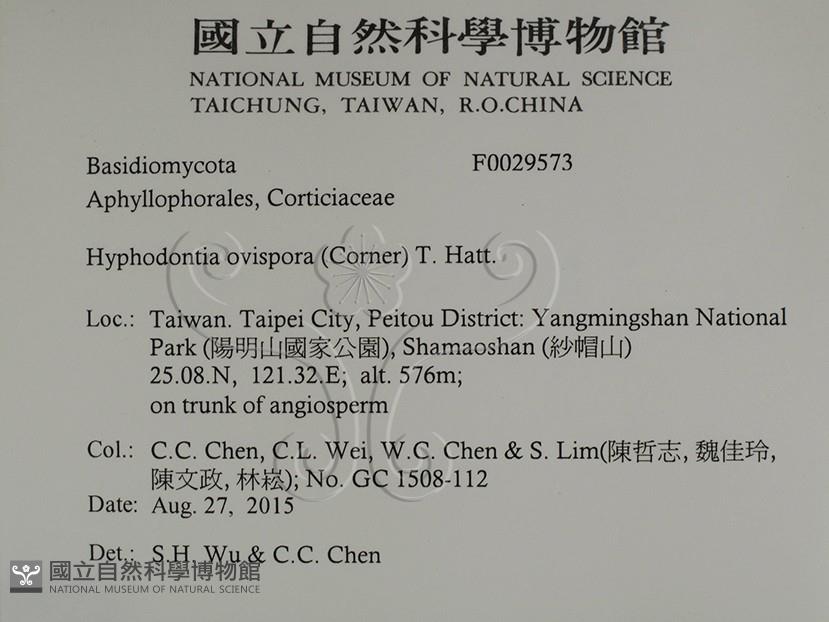 國立自然科學博物館
NATIONAL MUSEUM OF NATURAL SCIENCE
TAICHUNG, TAIWAN, R.O.CHINA
Basidiomycota F0029573
Aphyllophorales, Corticiaceae
Hyphodontia ovispora (Corner) T. Hatt.
Loc.: Taiwan. Taipei City, Peitou District: Yangmingshan National
Park (陽明山國家公園), Shamaoshan (紗帽山)
25.08.N, 121.32.E; alt. 576m;
on trunk of angiosperm
Col.: C.C. Chen, C.L. Wei, W.C. Chen & S. Lim(陳哲志, 魏佳玲,
陳文政, 林崧); No. GC 1508-112
Date: Aug. 27, 2015
Det.: S.H. Wu & C.C. Chen
國立自然科學博物館
NATIONAL MUSEUM OF NATURAL SCIENCE